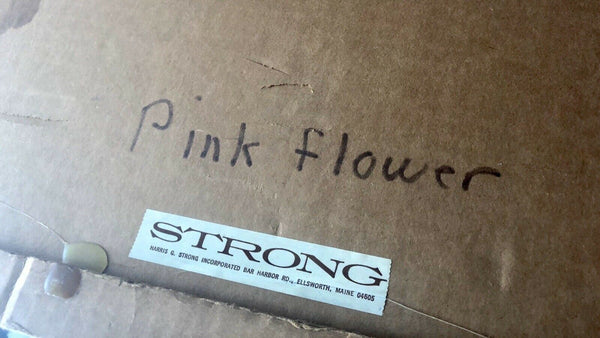 Pink flower
STRONG
HARRIS G. STRONG INCORPORATED BAR HARBOR RD., ELLSWORTH, MAINE 04605